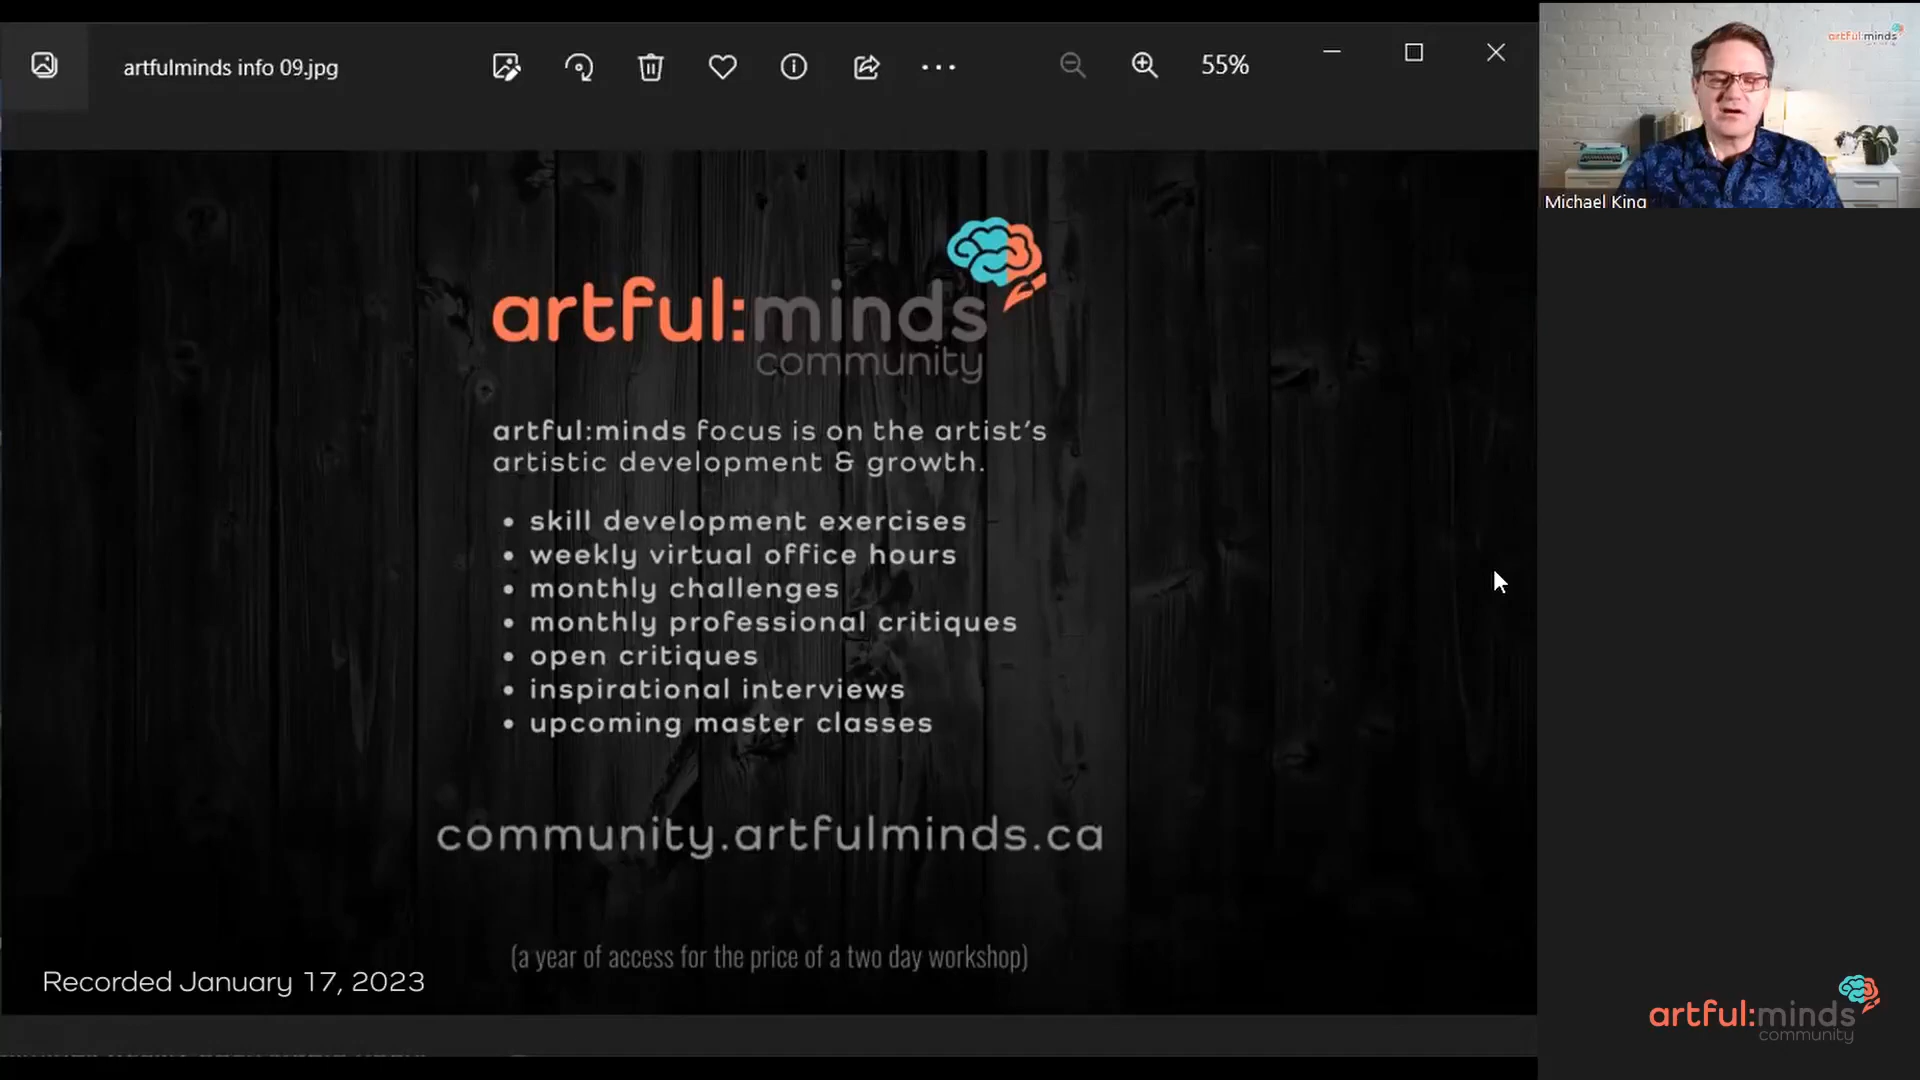 artfulminds info 09.jpg
55%
artful:minds
Michael King
artful:minds
community
artful:minds focus is on the artist's
artistic development & growth.
• skill development exercises
• weekly virtual office hours
• monthly challenges
• monthly professional critiques
• open critiques
• inspirational interviews
• upcoming master classes
community.artfulminds.ca
(a year of access for the price of a two day workshop)
Recorded January 17, 2023
artful:minds
community